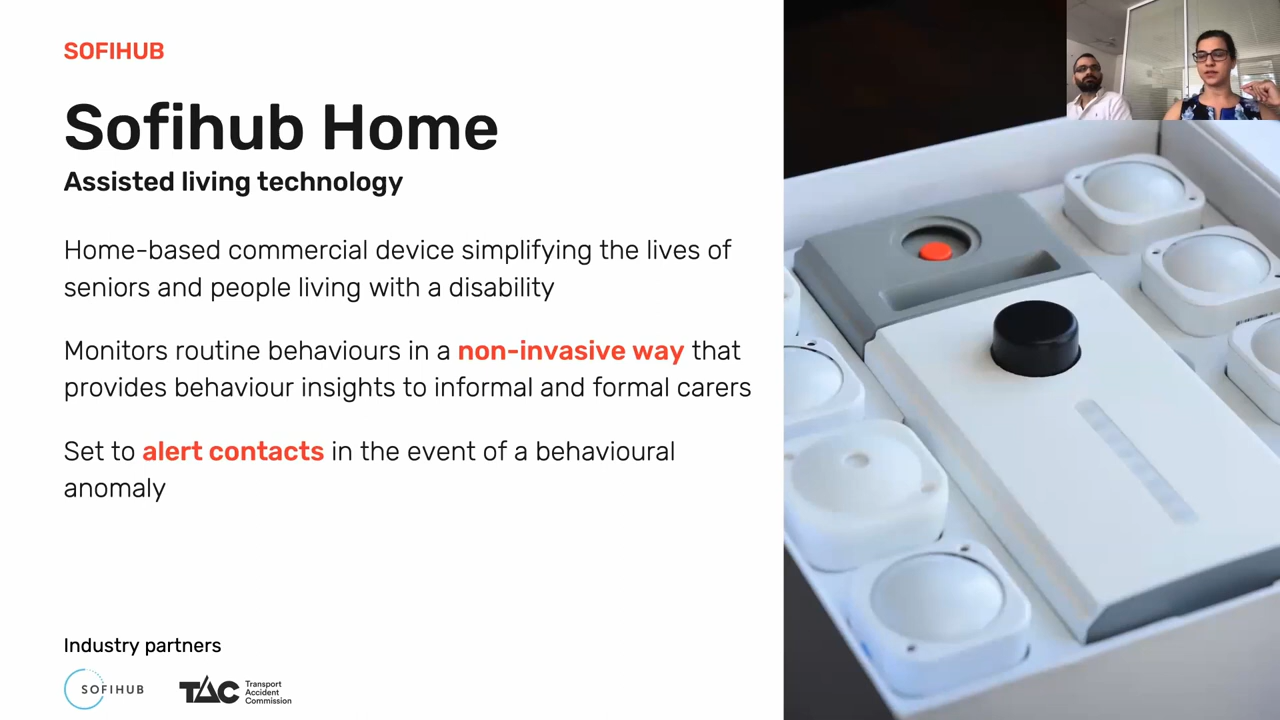 SOFIHUB
Sofihub Home
Assisted living technology
Home-based commercial device simplifying the lives of
seniors and people living with a disability
Monitors routine behaviours in a non-invasive way that
provides behaviour insights to informal and formal carers
Set to alert contacts in the event of a behavioural
anomaly
Industry partners
SOFIHUB
TAC
Transport
Accident
Commission